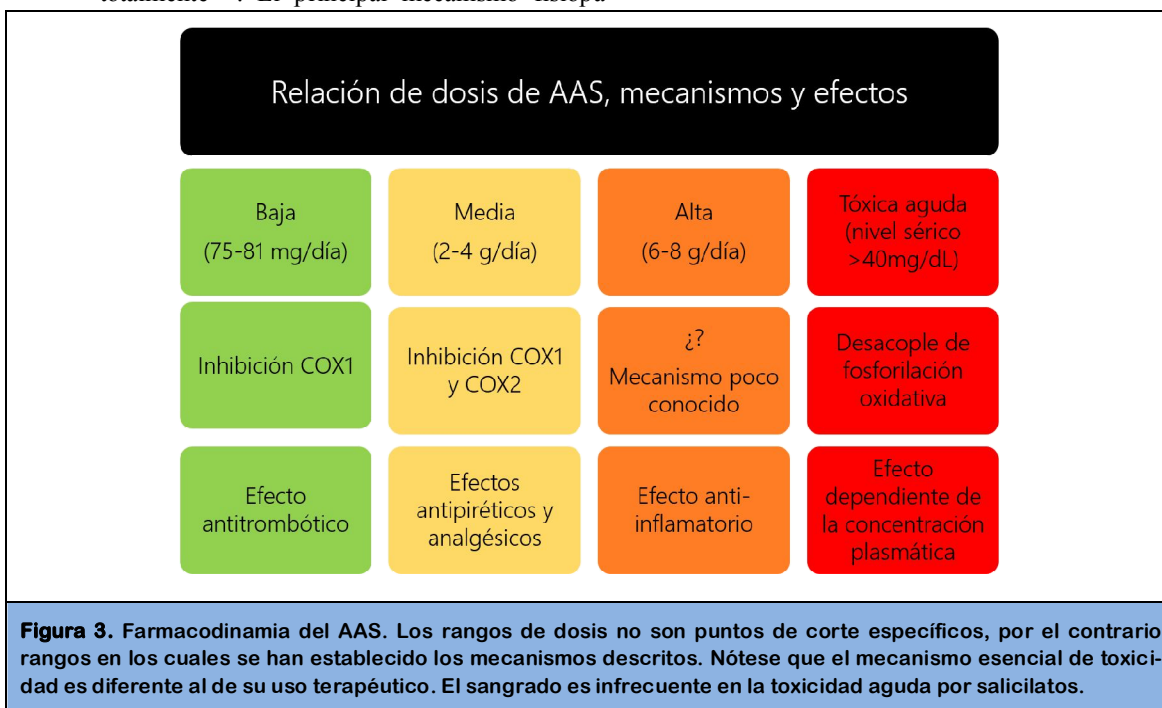 totalmente . El principal mecanismo fisiopa
Relación de dosis de AAS, mecanismos y efectos
Baja
(75-81 mg/día)
Media
(2-4 g/día)
Alta
(6-8 g/día)
Tóxica aguda
(nivel sérico
>40mg/dL)
Inhibición COX1
Inhibición COX1
y COX2
¿?
Mecanismo poco
conocido
Desacople de
fosforilación
oxidativa
Efecto
antitrombótico
Efectos
antipiréticos y
analgésicos
Efecto anti-
inflamatorio
Efecto
dependiente de
la concentración
plasmática
Figura 3. Farmacodinamia del AAS. Los rangos de dosis no son puntos de corte específicos, por el contrario
rangos en los cuales se han establecido los mecanismos descritos. Nótese que el mecanismo esencial de toxici-
dad es diferente al de su uso terapéutico. El sangrado es infrecuente en la toxicidad aguda por salicilatos.